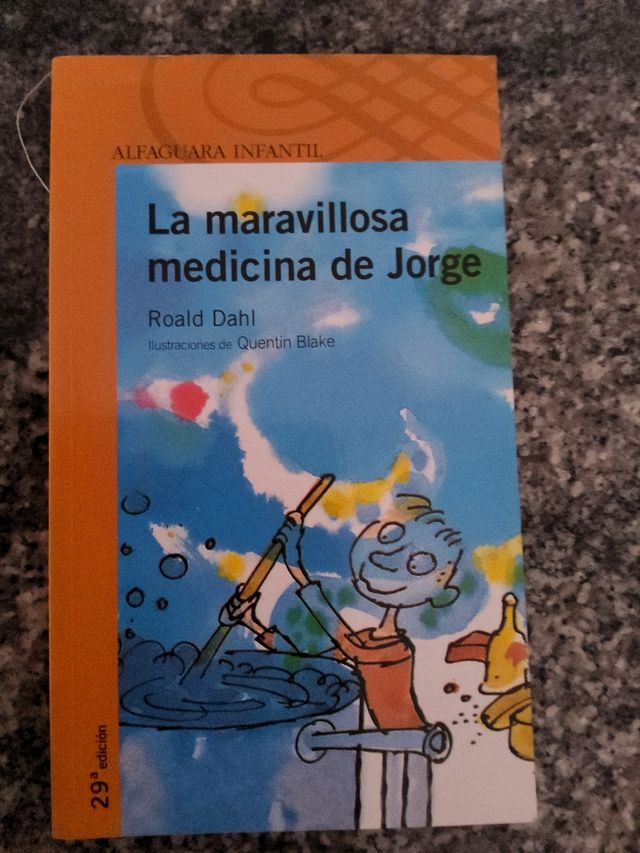 ALFAGUARA INFANTIL
La maravillosa
medicina de Jorge
Roald Dahl
Ilustraciones de Quentin Blake
29ª edición